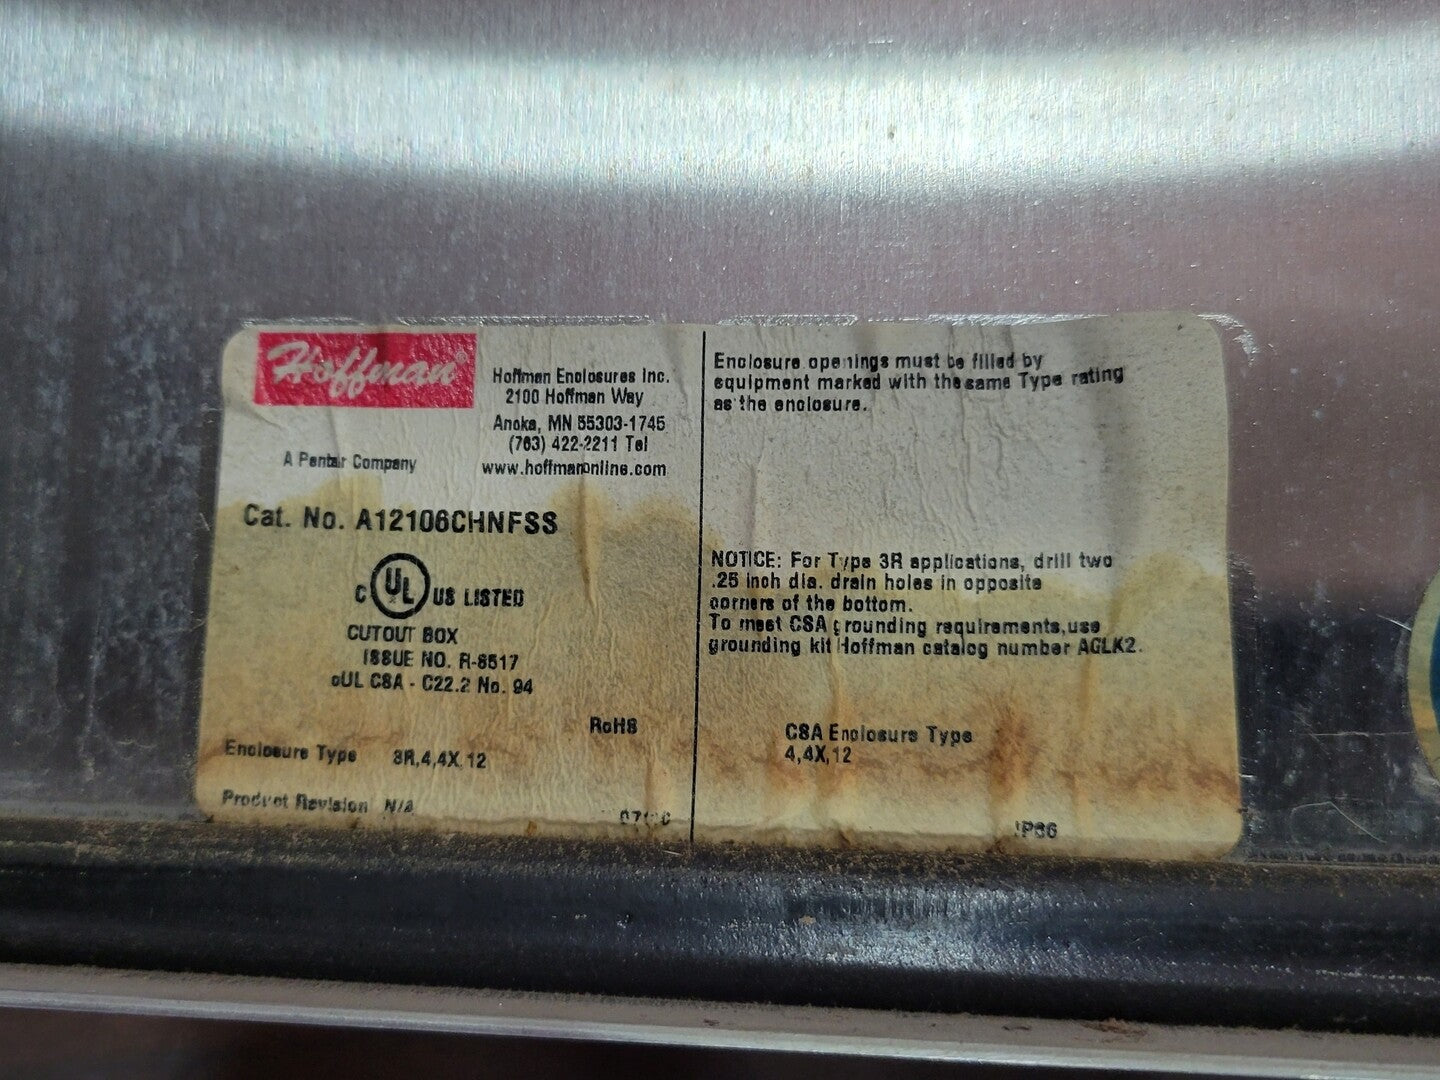 Hoffman®
Hoffman Enclosures Inc.
2100 Hoffman Way
Anoka, MN 55303-1745
(763) 422-2211 Tel
www.hoffmanonline.com
A Pentair Company
Cat. No. A12106CHNFSS
C UL US LISTED
CUTOUT BOX
ISSUE NO. R-6517
cUL CSA - C22.2 No. 94
RoHS
Enclosure Type 3R,4,4X,12
Product Revision N/A
Enclosure openings must be filled by
equipment marked with the same Type rating
as the enclosure.
NOTICE: For Type 3R applications, drill two
.25 inch dia. drain holes in opposite
corners of the bottom.
To meet CSA grounding requirements,use
grounding kit Hoffman catalog number AGLK2.
CSA Enclosure Type
4,4X,12
IP66